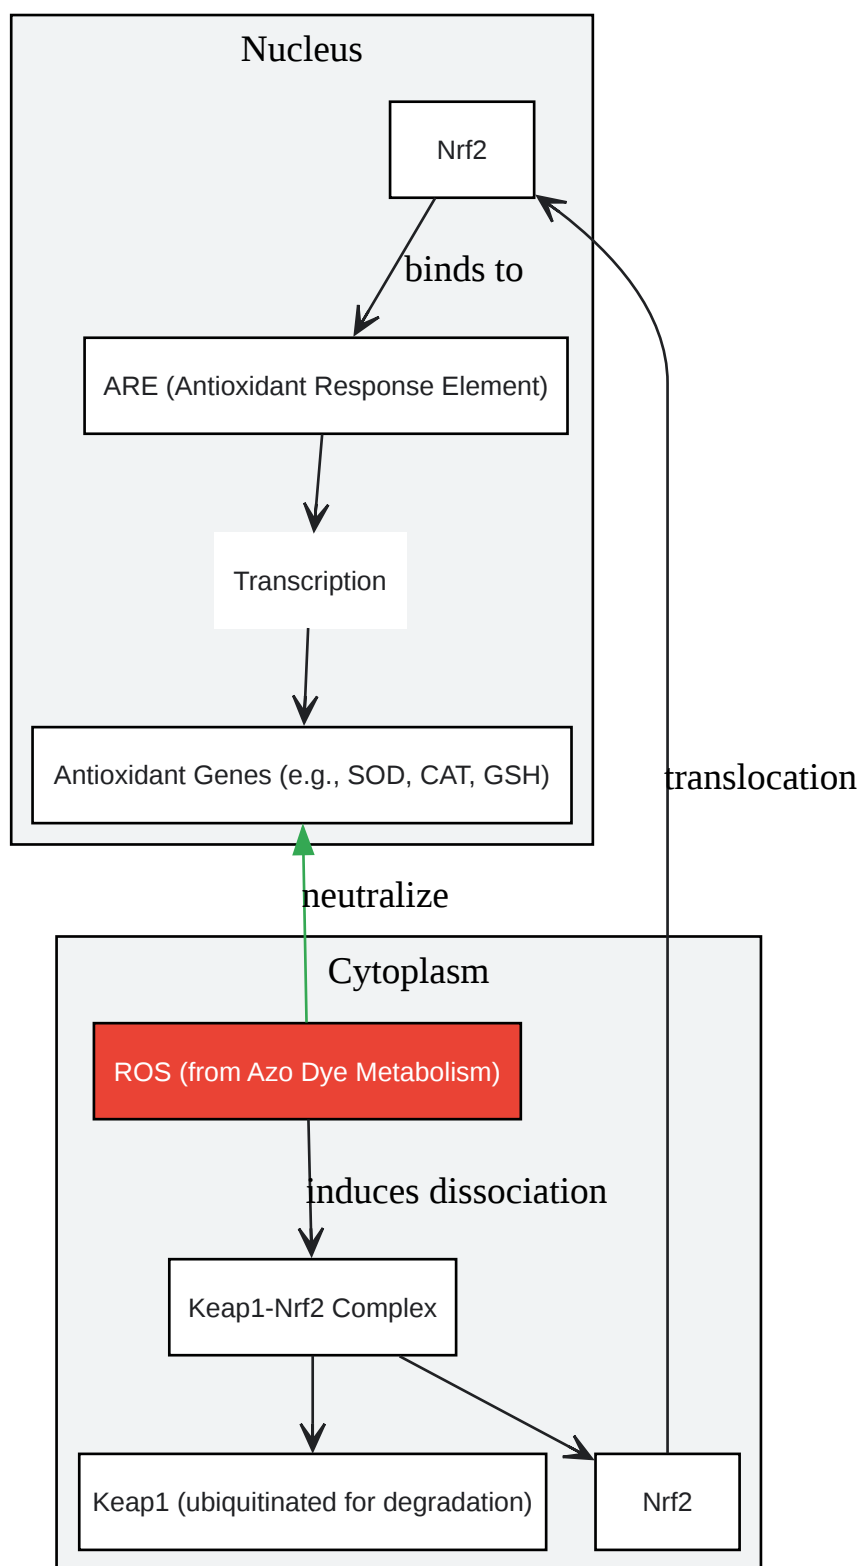 Nucleus
Nrf2
binds to
ARE (Antioxidant Response Element)
Transcription
Antioxidant Genes (e.g., SOD, CAT, GSH)
translocation
neutralize
Cytoplasm
ROS (from Azo Dye Metabolism)
induces dissociation
Keap1-Nrf2 Complex
Keap1 (ubiquitinated for degradation)
Nrf2